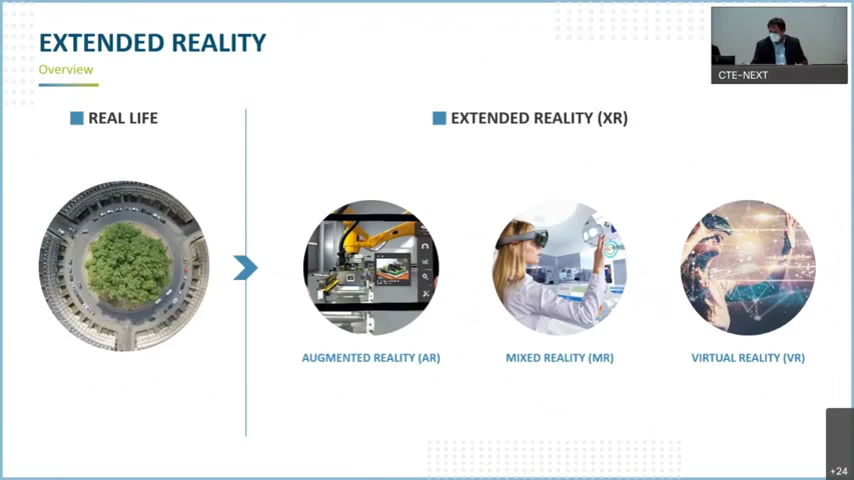 EXTENDED REALITY
Overview
CTE-NEXT
REAL LIFE
EXTENDED REALITY (XR)
AUGMENTED REALITY (AR)
MIXED REALITY (MR)
VIRTUAL REALITY (VR)
+24